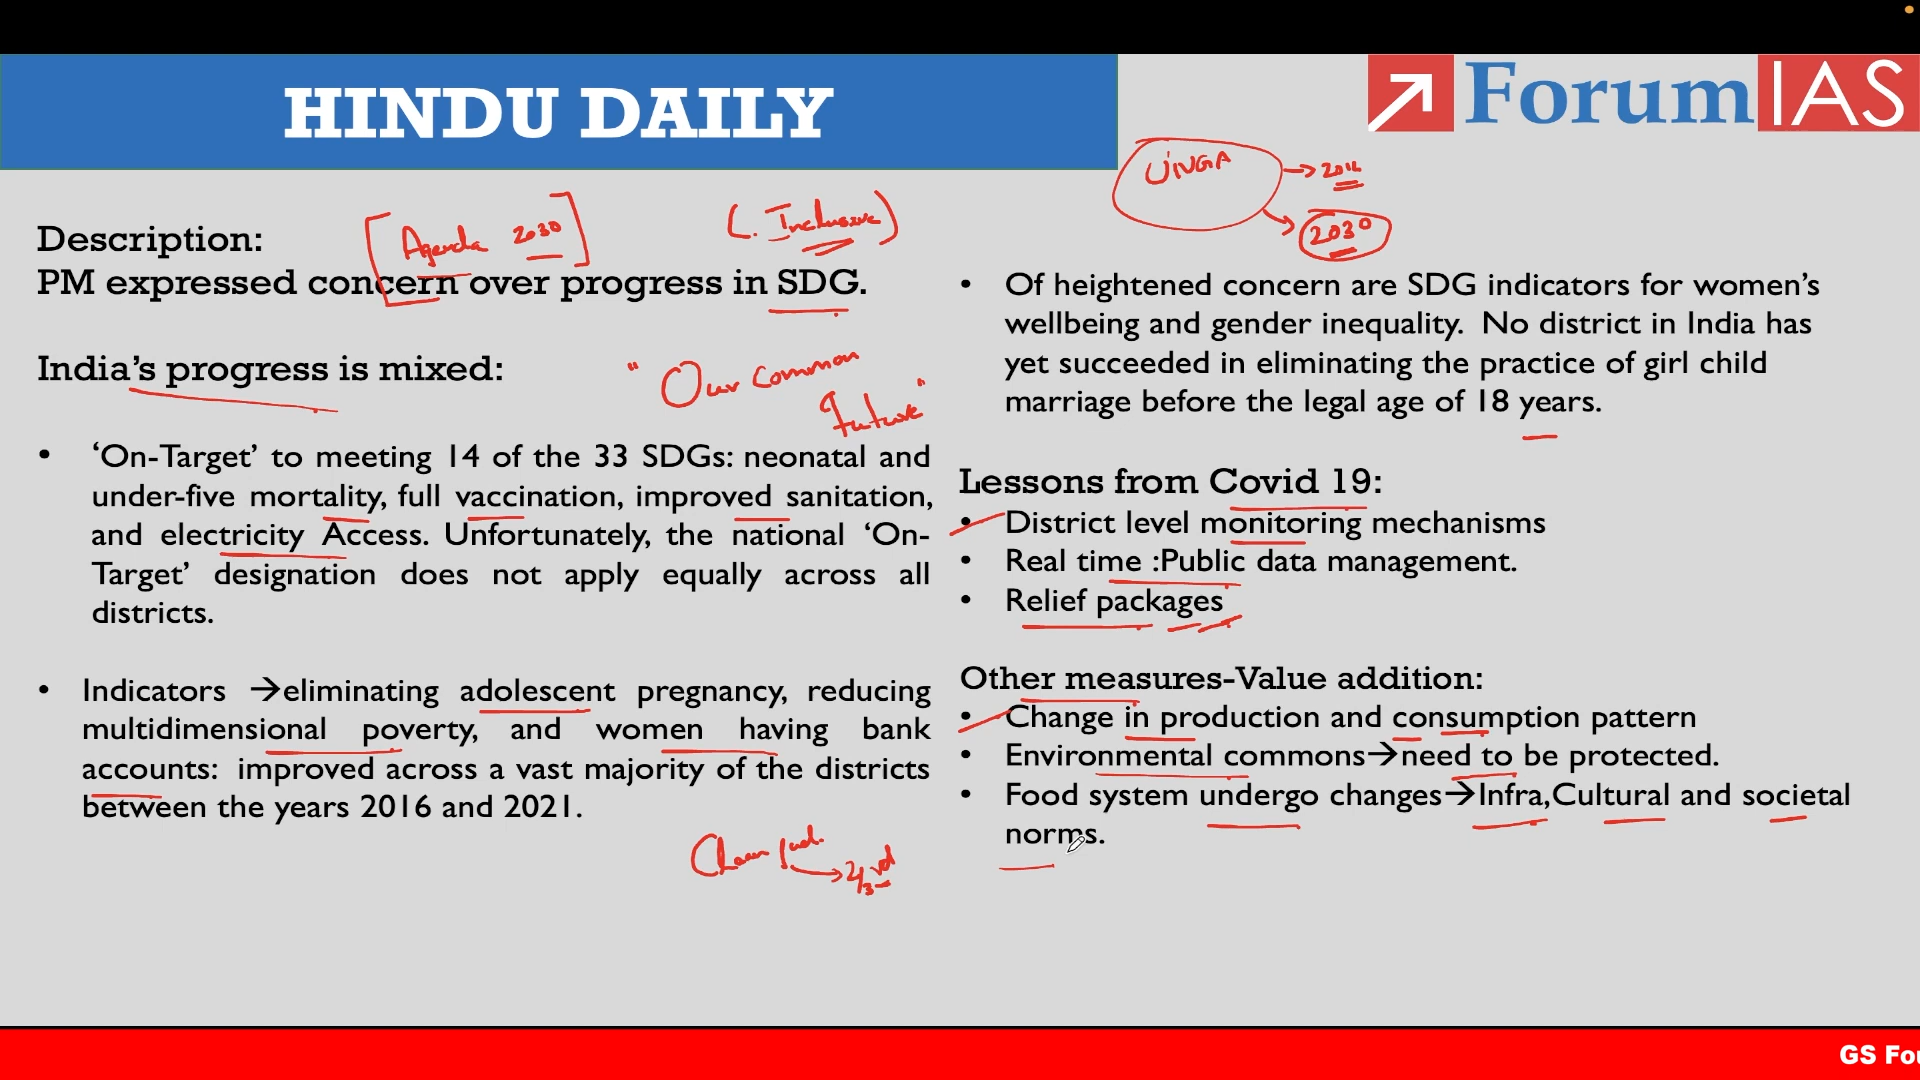 HINDU DAILY
Forum IAS
UNGA
2030
Agenda 2030
(. Inclusive)
Description:
PM expressed concern over progress in SDG.
India's progress is mixed:
" Our common
future "
• 'On-Target' to meeting 14 of the 33 SDGs: neonatal and
under-five mortality, full vaccination, improved sanitation,
and electricity Access. Unfortunately, the national 'On-
Target' designation does not apply equally across all
districts.
• Indicators →eliminating adolescent pregnancy, reducing
multidimensional poverty, and women having bank
accounts: improved across a vast majority of the districts
between the years 2016 and 2021.
Clean fuel
→ 2/3rd
• Of heightened concern are SDG indicators for women's
wellbeing and gender inequality. No district in India has
yet succeeded in eliminating the practice of girl child
marriage before the legal age of 18 years.
Lessons from Covid 19:
• District level monitoring mechanisms
• Real time :Public data management.
• Relief packages
Other measures-Value addition:
• Change in production and consumption pattern
• Environmental commons→need to be protected.
• Food system undergo changes→Infra,Cultural and societal
norms.
GS Fou